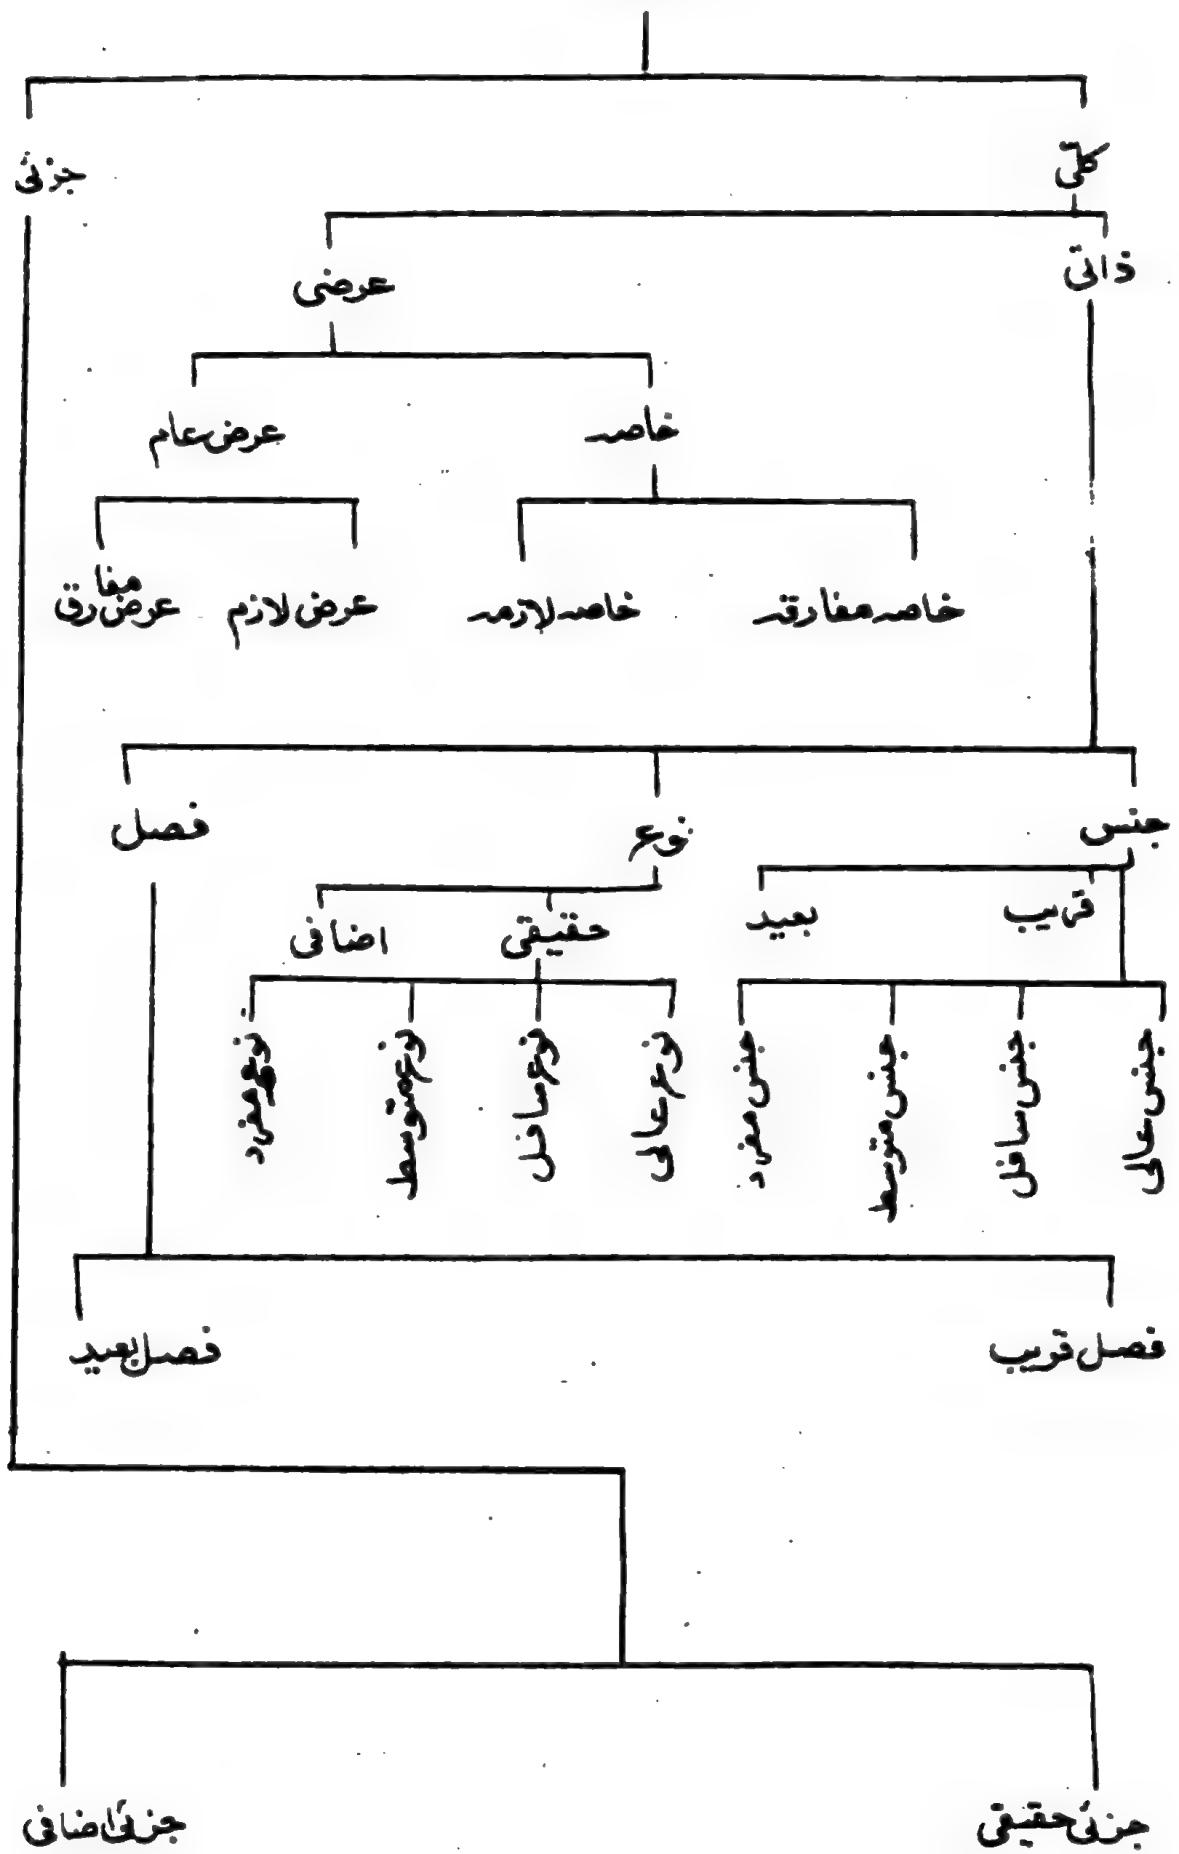 کلّی جزئی
ذاتی عرضی
خاصہ عرض عام
خاصہ مفارقہ خاصہ لازمہ عرض لازم عرض مفارق
جنس نوع فصل
قریب بعید حقیقی اضافی
جنس عالی جنس سافل جنس متوسط جنس مفرد نوع عالی نوع سافل نوع متوسط نوع مفرد
فصل قریب فصل بعید
جزئی حقیقی جزئی اضافی